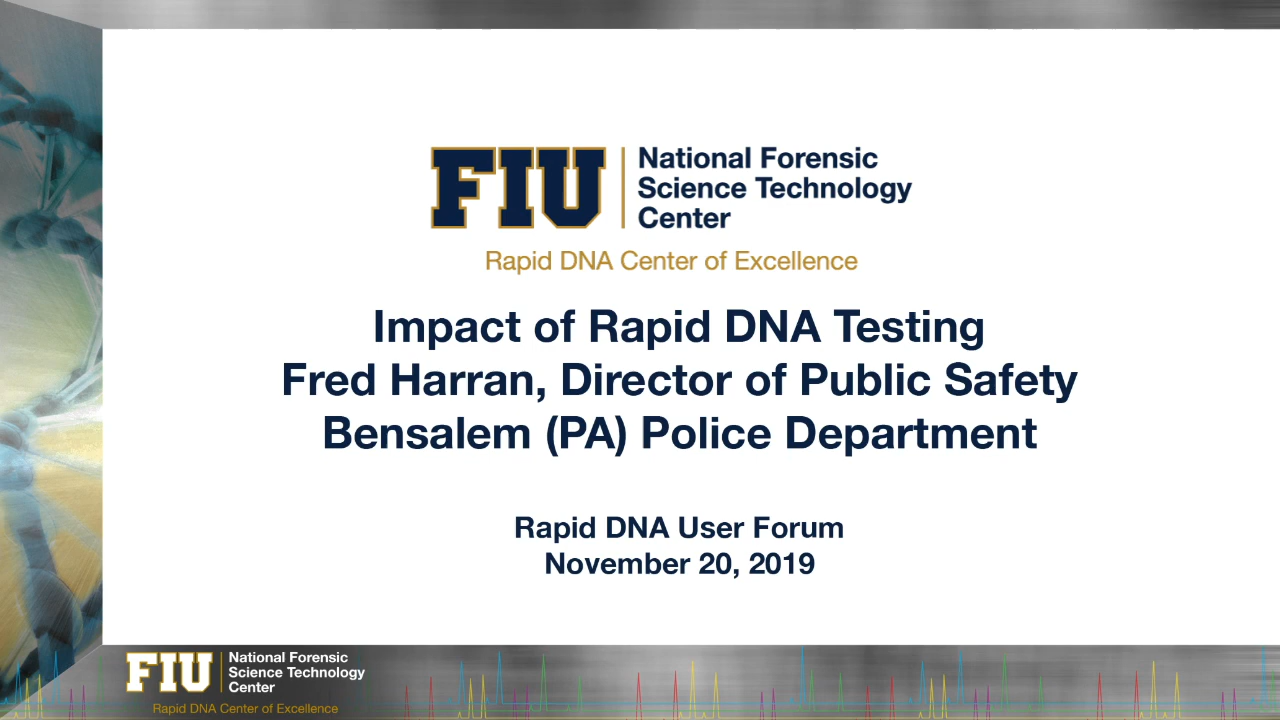 FIU
National Forensic
Science Technology
Center
Rapid DNA Center of Excellence
Impact of Rapid DNA Testing
Fred Harran, Director of Public Safety
Bensalem (PA) Police Department
Rapid DNA User Forum
November 20, 2019
FIU
National Forensic
Science Technology
Center
Rapid DNA Center of Excellence